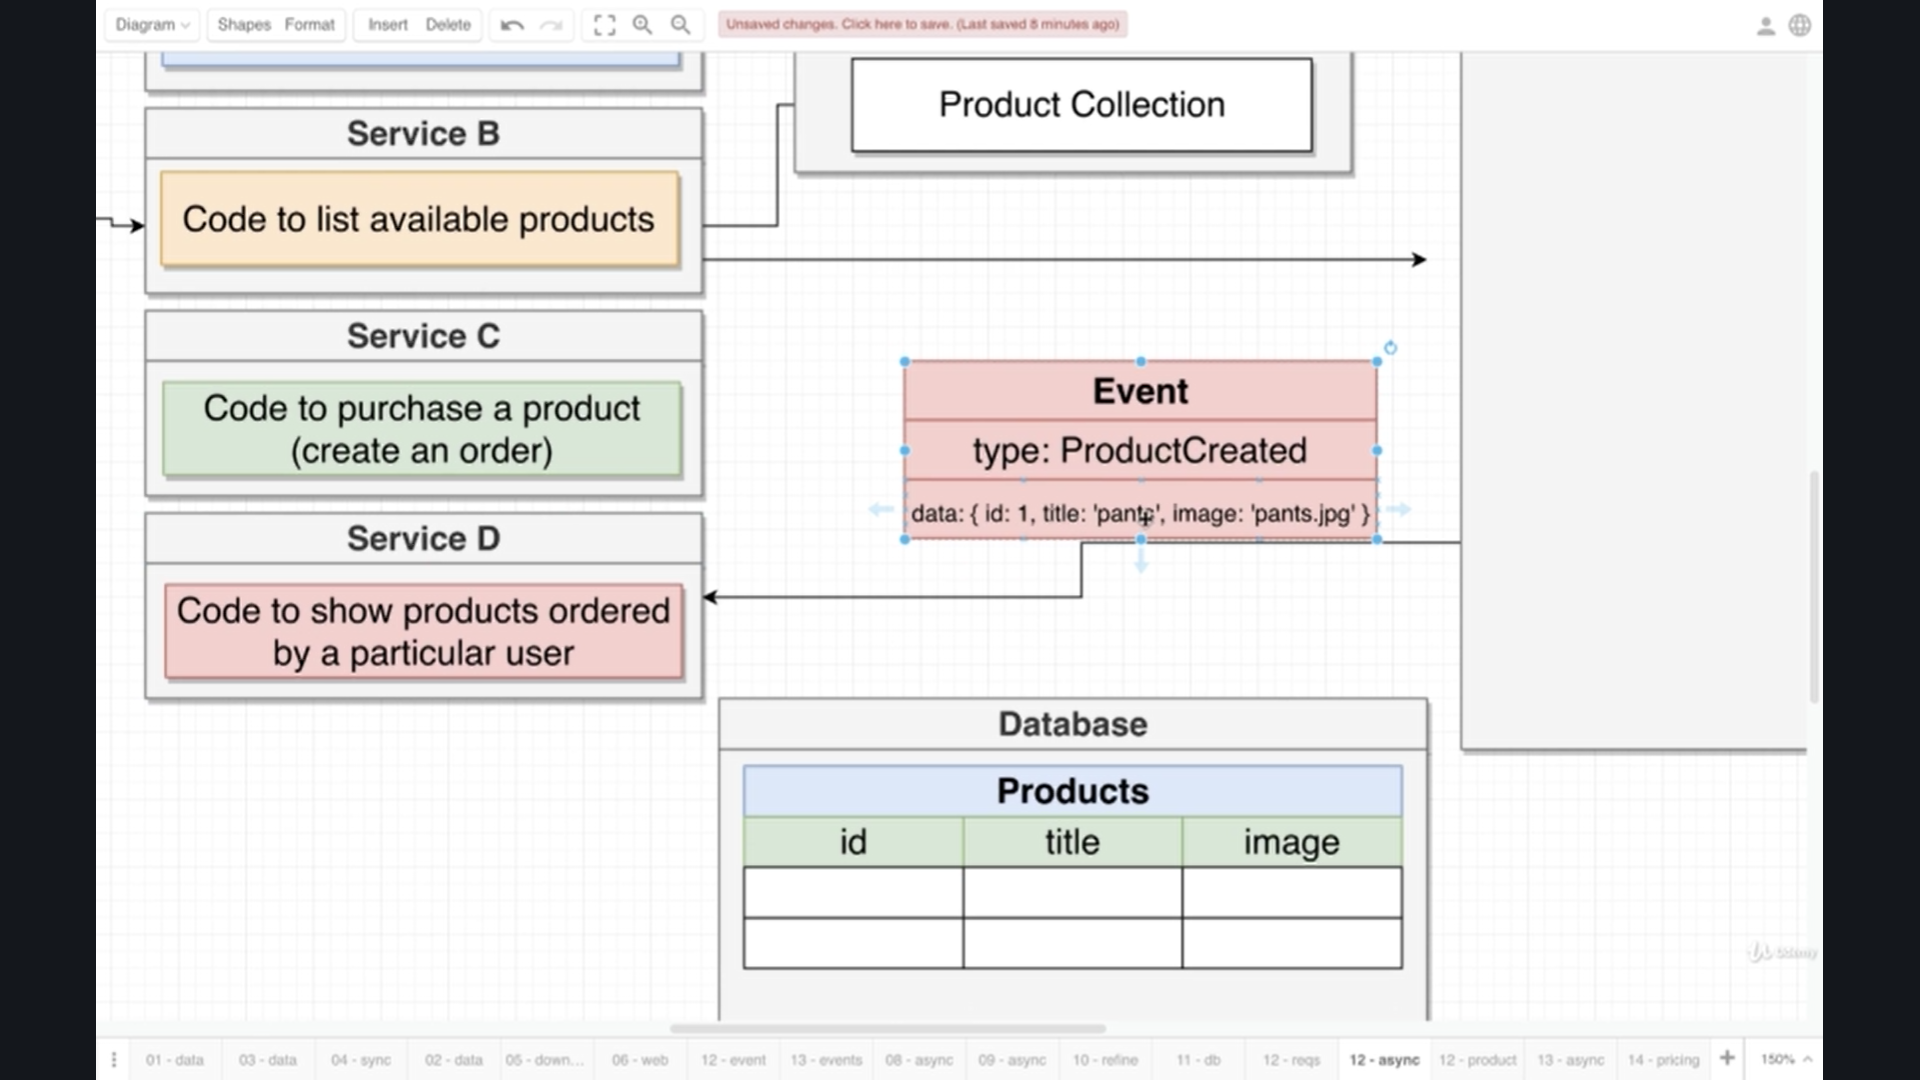 Diagram
Shapes
Format
Insert
Delete
Unsaved changes. Click here to save. (Last saved 8 minutes ago)
Product Collection
Service B
Code to list available products
Service C
Code to purchase a product
(create an order)
Event
type: ProductCreated
data: { id: 1, title: 'pants', image: 'pants.jpg' }
Service D
Code to show products ordered
by a particular user
Database
Products
id title image
Udemy
01 - data
03 - data
04 - sync
02 - data
05 - down...
06 - web
12 - event
13 - events
08 - async
09 - async
10 - refine
11 - db
12 - reqs
12 - async
12 - product
13 - async
14 - pricing
150%